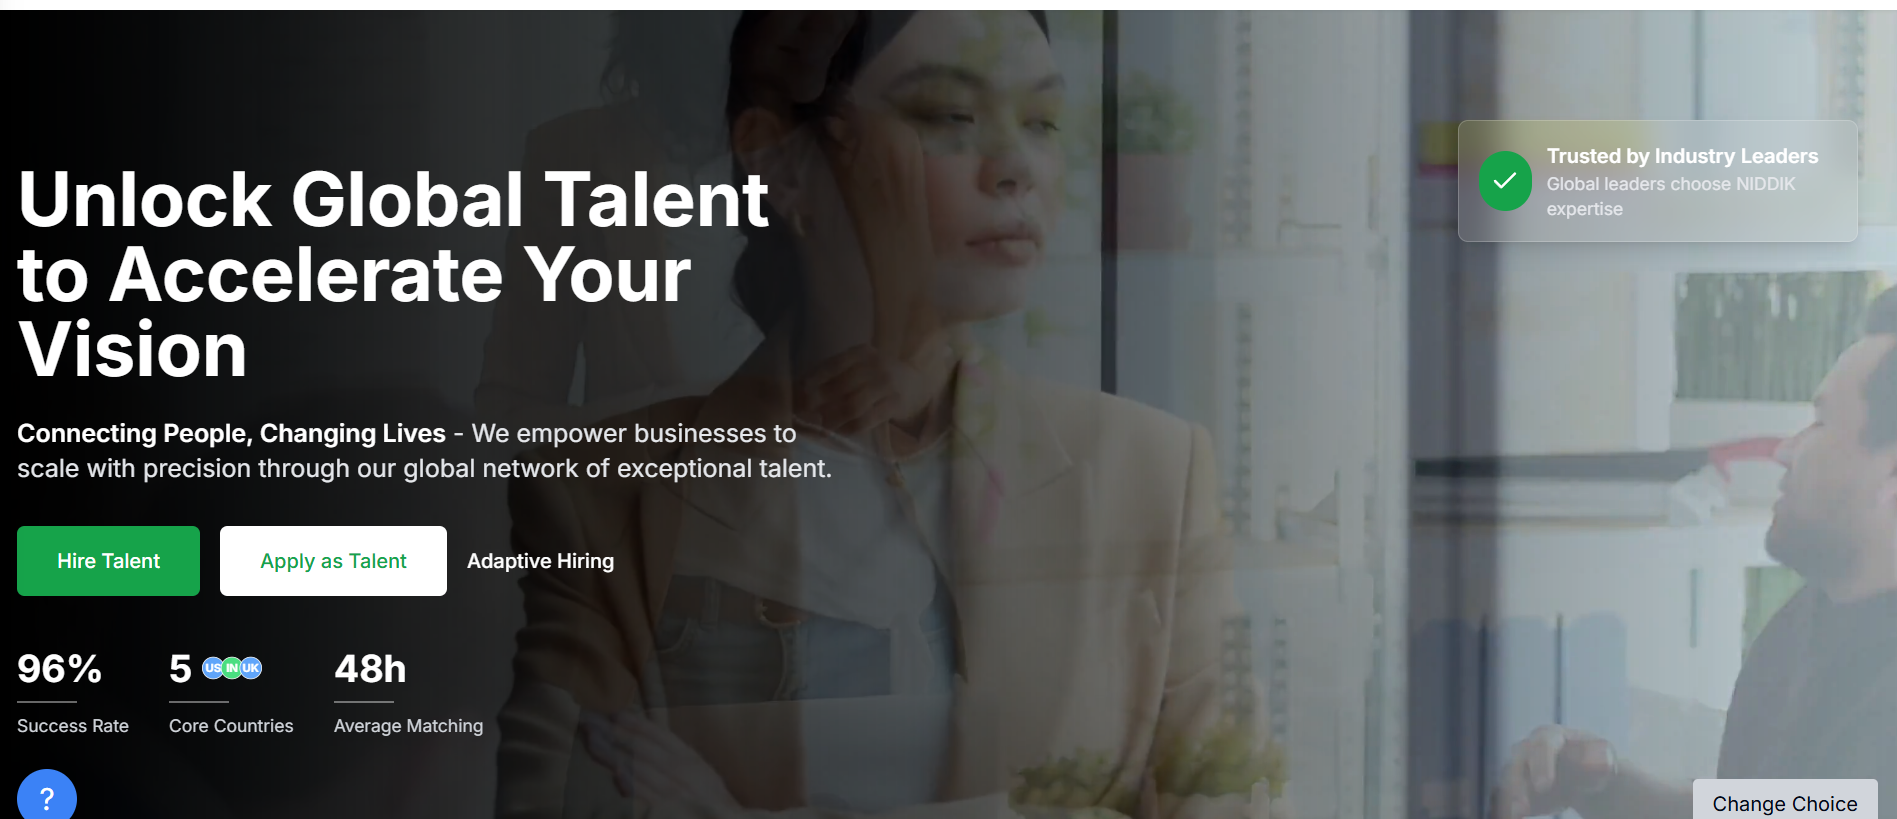 Unlock Global Talent
to Accelerate Your
Vision
Connecting People, Changing Lives - We empower businesses to
scale with precision through our global network of exceptional talent.
Hire Talent
Apply as Talent
Adaptive Hiring
96%
Success Rate
5 US IN UK
Core Countries
48h
Average Matching
?
Trusted by Industry Leaders
Global leaders choose NIDDIK
expertise
Change Choice